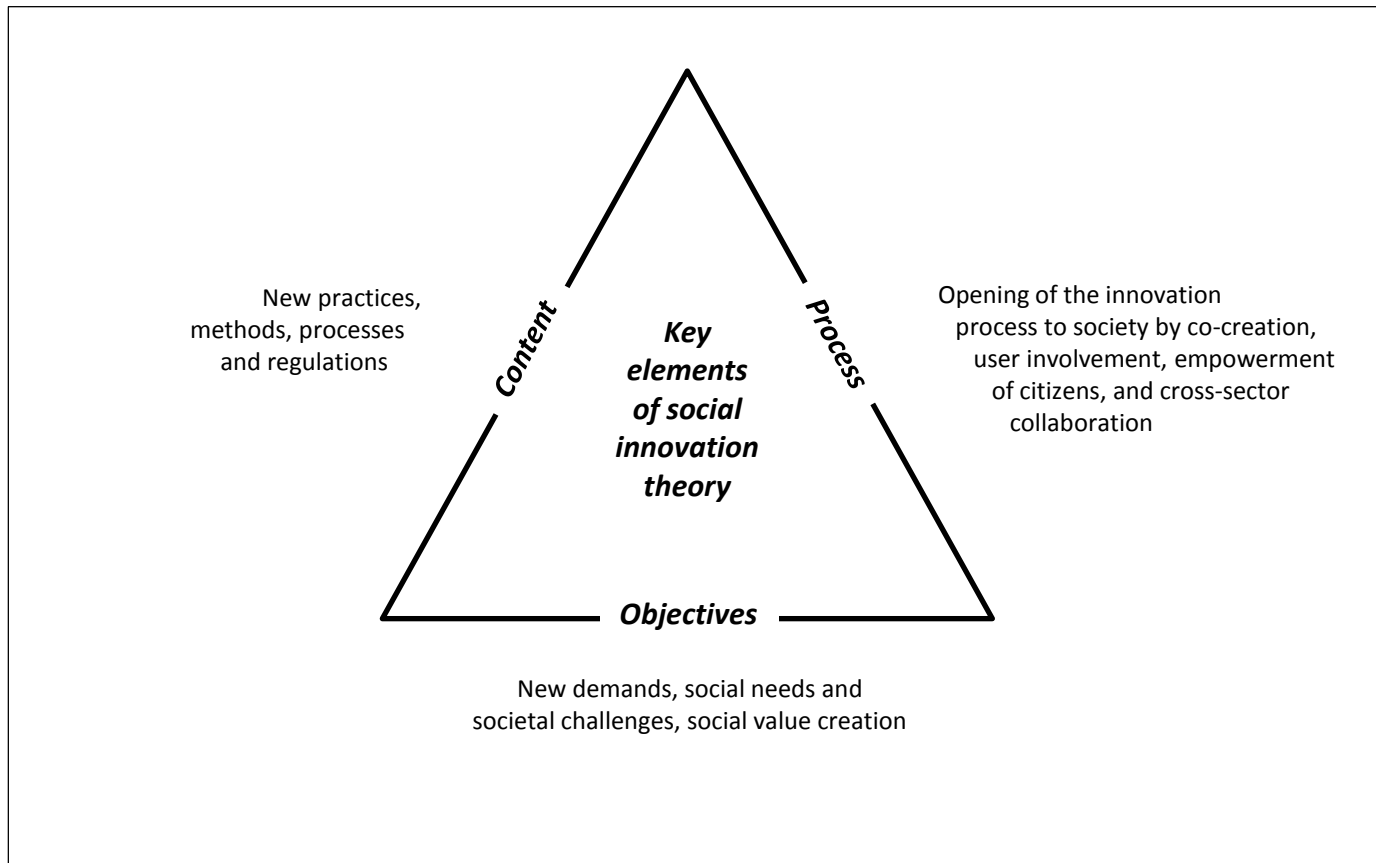 New practices,
methods, processes
and regulations
Content
Key
elements
of social
innovation
theory
Process
Opening of the innovation
process to society by co-creation,
user involvement, empowerment
of citizens, and cross-sector
collaboration
Objectives
New demands, social needs and
societal challenges, social value creation